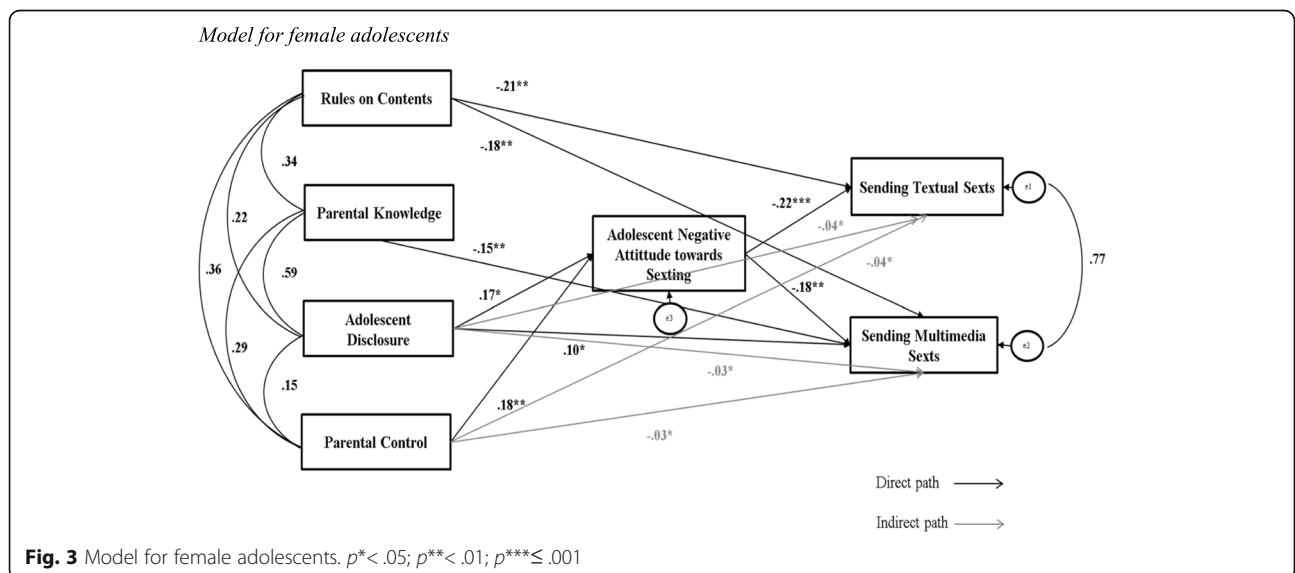 Model for female adolescents
Rules on Contents
-.21**
-.18**
.34
Sending Textual Sexts
e1
Parental Knowledge
-.22***
.22
-.15**
Adolescent Negative
Attitude towards
Sexting
-.04*
-.04*
.77
.36
.59
.17*
-.18**
e3
Adolescent
Disclosure
Sending Multimedia
Sexts
e2
.29
.10*
-.03*
.15
.18**
Parental Control
-.03*
Direct path
Indirect path
Fig. 3 Model for female adolescents. p*< .05; p**< .01; p***≤ .001